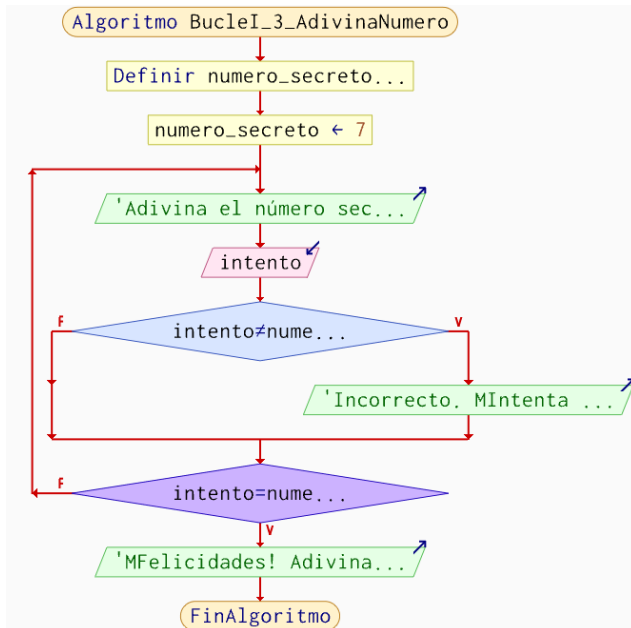 Algoritmo BucleI_3_AdivinaNumero
Definir numero_secreto...
numero_secreto ← 7
'Adivina el número sec...
intento
F
V
intento≠nume...
'Incorrecto. MIntenta ...
F
intento=nume...
V
'MFelicidades! Adivina...
FinAlgoritmo